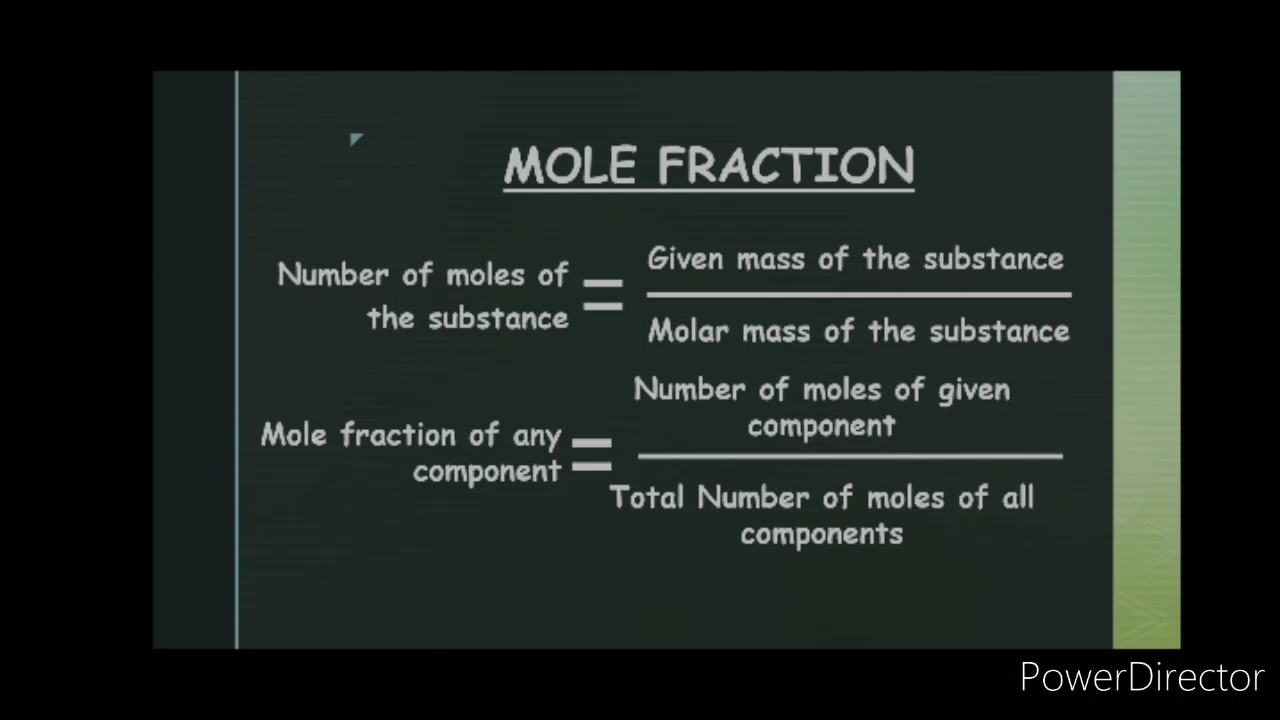 MOLE FRACTION
Number of moles of
the substance
=
Given mass of the substance
Molar mass of the substance
Mole fraction of any
component
=
Number of moles of given
component
Total Number of moles of all
components
PowerDirector